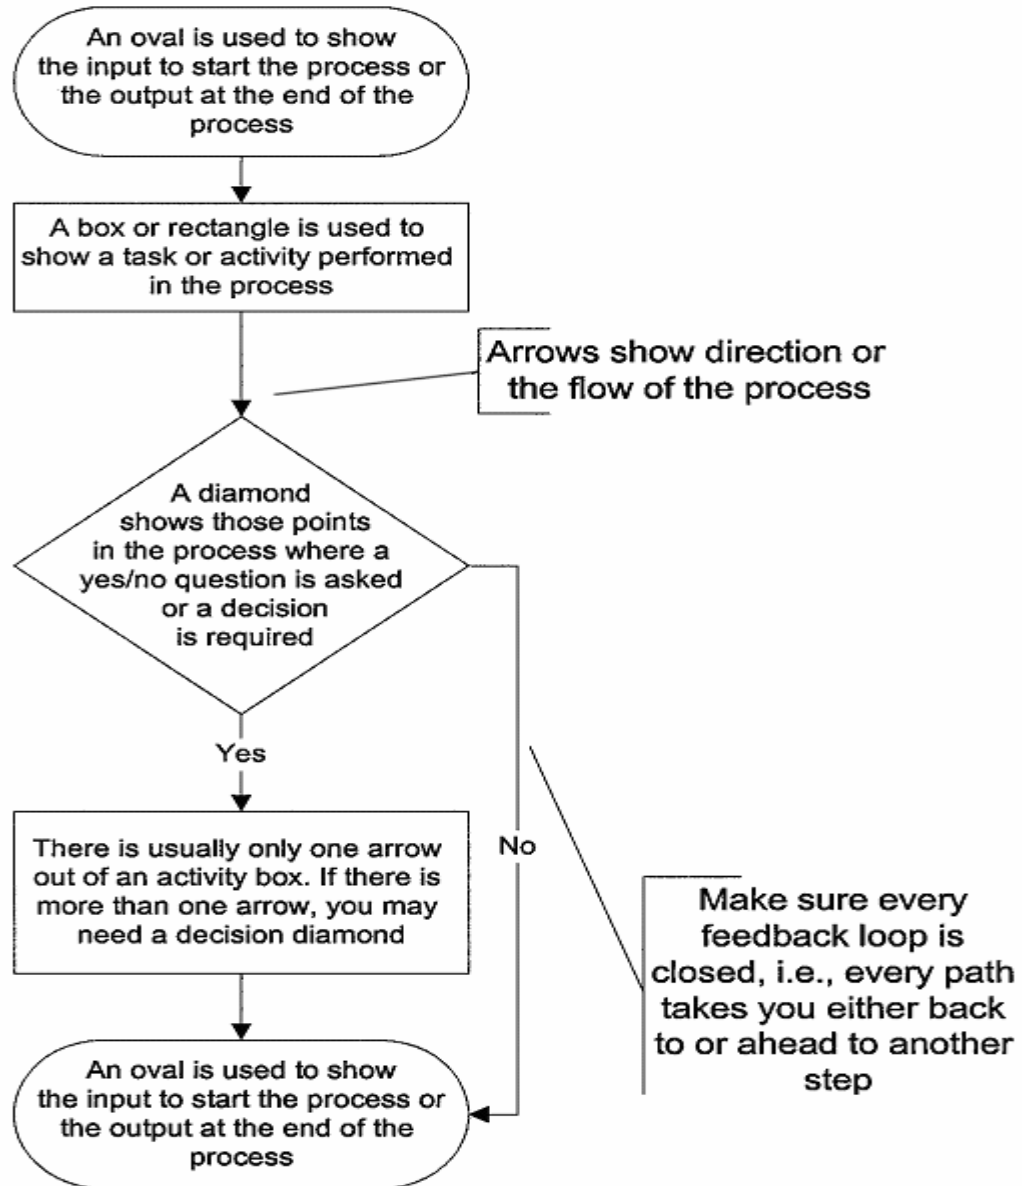 An oval is used to show
the input to start the process or
the output at the end of the
process
A box or rectangle is used to
show a task or activity performed
in the process
Arrows show direction or
the flow of the process
A diamond
shows those points
in the process where a
yes/no question is asked
or a decision
is required
Yes
No
There is usually only one arrow
out of an activity box. If there is
more than one arrow, you may
need a decision diamond
Make sure every
feedback loop is
closed, i.e., every path
takes you either back
to or ahead to another
step
An oval is used to show
the input to start the process or
the output at the end of the
process